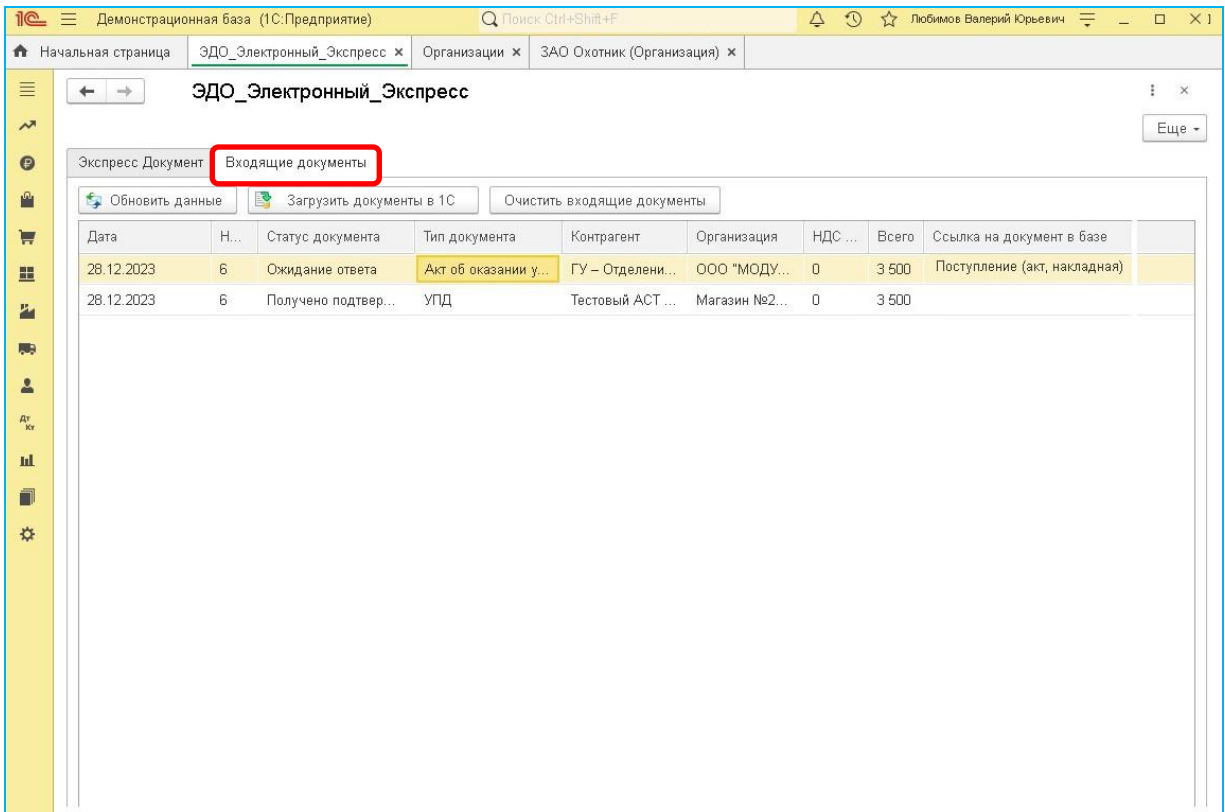 1С Демонстрационная база (1С:Предприятие) Поиск Ctrl+Shift+F Любимов Валерий Юрьевич
Начальная страница ЭДО_Электронный_Экспресс × Организации × ЗАО Охотник (Организация) ×
ЭДО_Электронный_Экспресс
Еще
Экспресс Документ Входящие документы
Обновить данные Загрузить документы в 1С Очистить входящие документы
Дата Н... Статус документа Тип документа Контрагент Организация НДС ... Всего Ссылка на документ в базе
28.12.2023 6 Ожидание ответа Акт об оказании у... ГУ – Отделени... ООО "МОДУ... 0 3 500 Поступление (акт, накладная)
28.12.2023 6 Получено подтвер... УПД Тестовый АСТ ... Магазин №2... 0 3 500
Дт
Кт